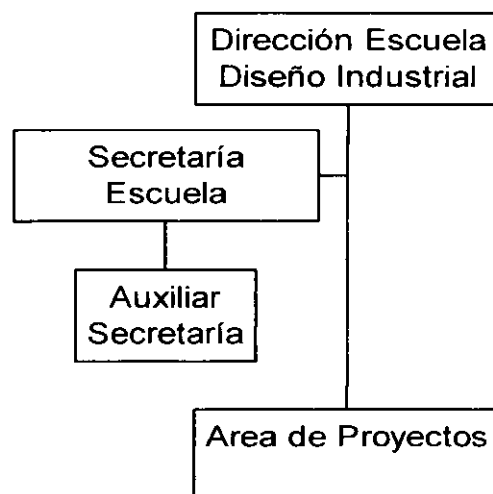 Dirección Escuela
Diseño Industrial
Secretaría
Escuela
Auxiliar
Secretaría
Area de Proyectos